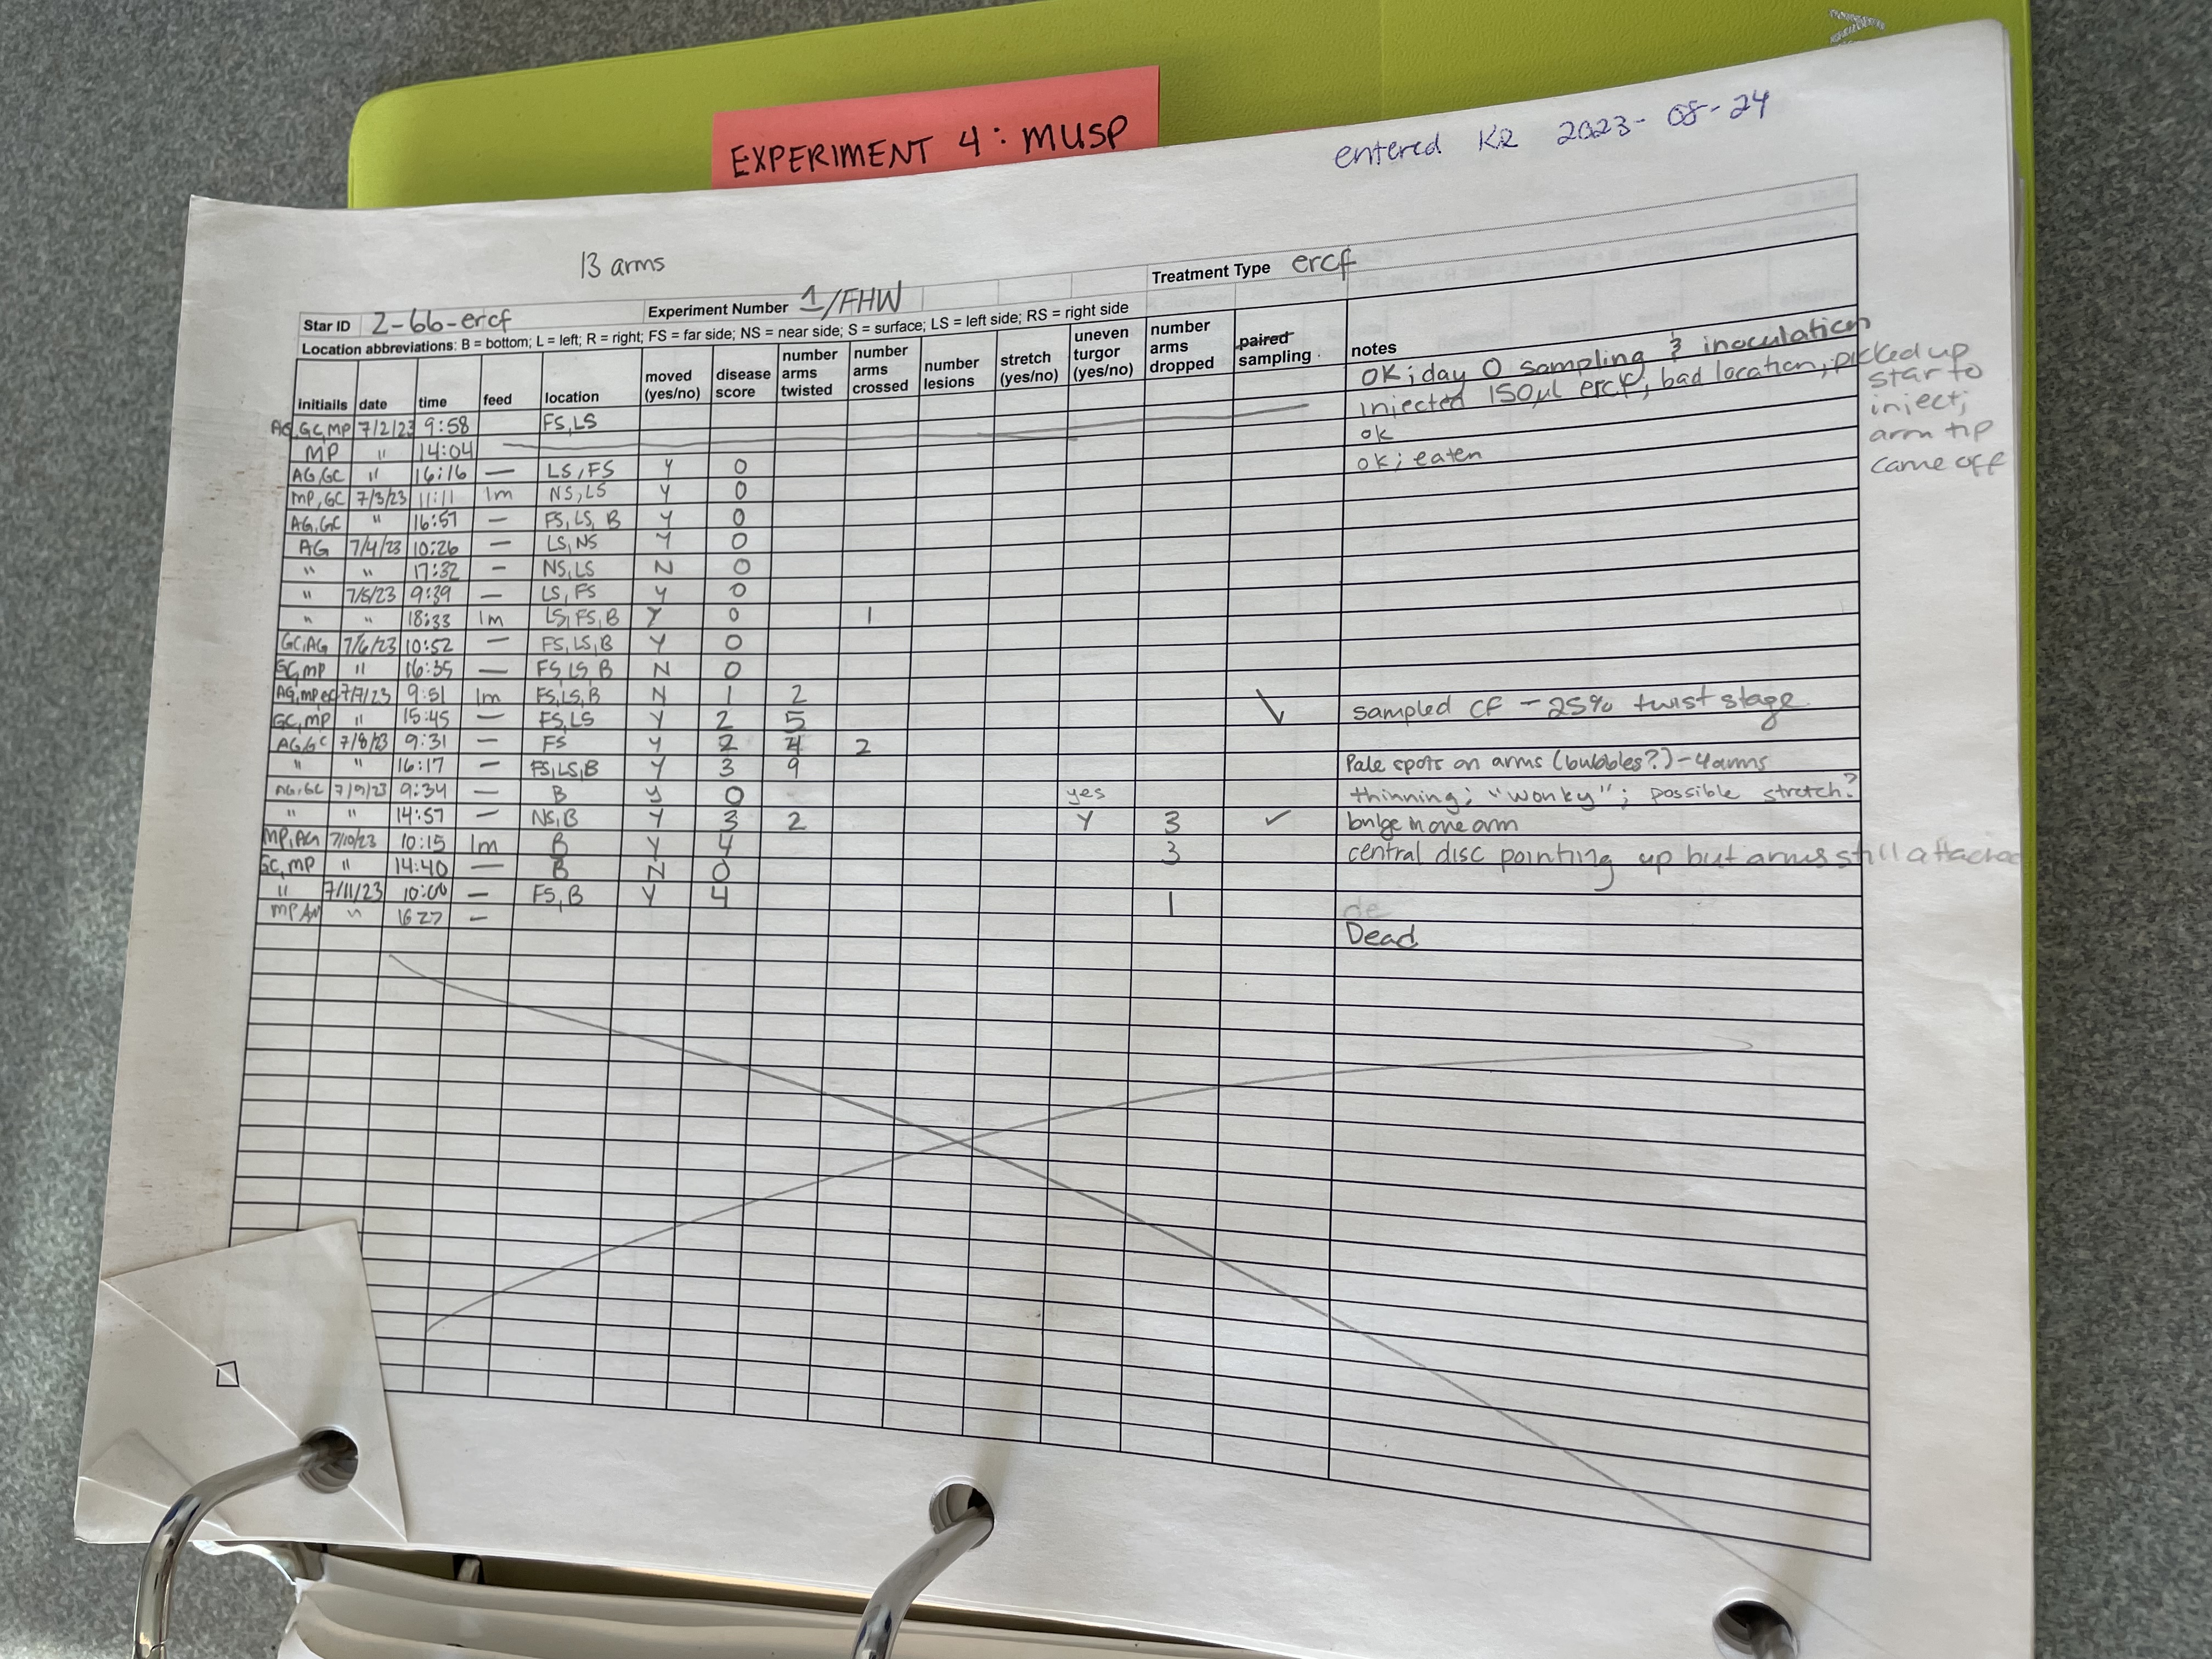 EXPERIMENT 4: MUSP
entered KR 2023-08-24
13 arms
Star ID 2-66-ercf Experiment Number 1/FHW Treatment Type ercf
Location abbreviations: B = bottom; L = left; R = right; FS = far side; NS = near side; S = surface; LS = left side; RS = right side
initials date time feed location moved (yes/no) disease score number arms twisted number arms crossed number lesions stretch (yes/no) uneven turgor (yes/no) number arms dropped paired sampling notes
AG, GC, MP 7/2/23 9:58 FS, LS OK; day 0 sampling & inoculation
MP " 14:04 injected 150µl ercf, bad location, picked up star to inject; arm tip came off
AG, GC " 16:16 — LS, FS Y 0 ok
MP, GC 7/3/23 11:11 1m NS, LS Y 0 ok; eaten
AG, GC " 16:57 — FS, LS, B Y 0
AG 7/4/23 10:26 — LS, NS Y 0
" " 17:32 — NS, LS N 0
" 7/5/23 9:39 — LS, FS Y 0
" " 18:33 1m LS, FS, B Y 0 1
GC, AG 7/6/23 10:52 — FS, LS, B Y 0
GC, MP " 16:35 — FS, LS, B N 0
AG, MP, 7/7/23 9:51 1m FS, LS, B N 1 2
GC, MP " 15:45 — FS, LS Y 2 5 sampled CF - 25% twist stage
AG, GC 7/8/23 9:31 — FS Y 2 4 2
" " 16:17 — FS, LS, B Y 3 9 Pale spots on arms (bubbles?) - 4 arms
AG, GC 7/9/23 9:34 — B Y 0 yes thinning; "wonky"; possible stretch?
" " 14:57 — NS, B Y 3 2 Y 3 ✓ bulge in one arm
MP, AG 7/10/23 10:15 1m B Y 4 3 central disc pointing up but arms still attached
GC, MP " 14:40 — B N 0
" 7/11/23 10:00 — FS, B Y 4 1 de
MP " 1627 — Dead